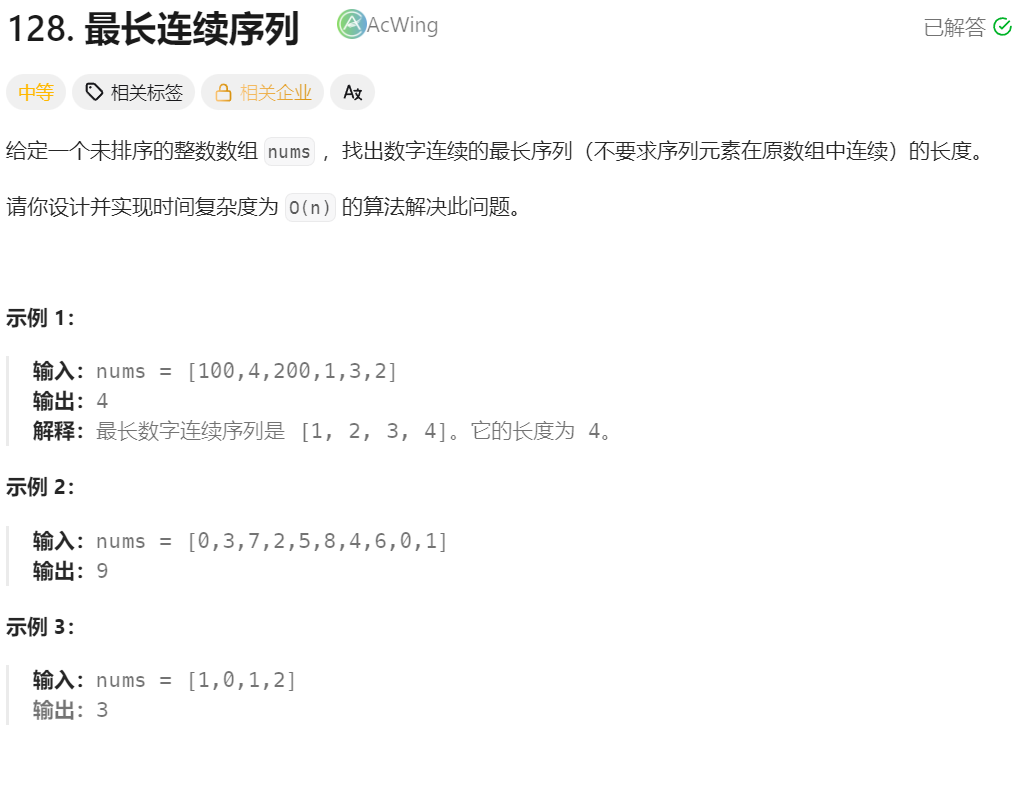 128. 最长连续序列 AcWing 已解答
中等 相关标签 相关企业 Ax
给定一个未排序的整数数组 nums ，找出数字连续的最长序列（不要求序列元素在原数组中连续）的长度。
请你设计并实现时间复杂度为 O(n) 的算法解决此问题。
示例 1：
输入：nums = [100,4,200,1,3,2]
输出：4
解释：最长数字连续序列是 [1, 2, 3, 4]。它的长度为 4。
示例 2：
输入：nums = [0,3,7,2,5,8,4,6,0,1]
输出：9
示例 3：
输入：nums = [1,0,1,2]
输出：3